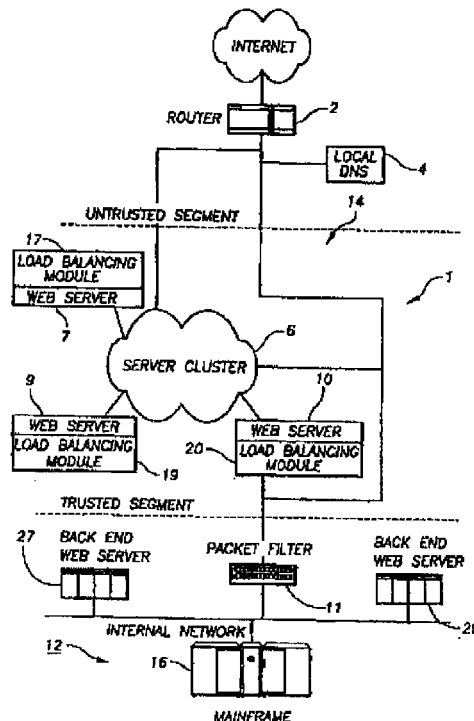 INTERNET
ROUTER
2
LOCAL
DNS
4
UNTRUSTED SEGMENT
14
17
LOAD BALANCING
MODULE
WEB SERVER
7
1
6
SERVER CLUSTER
9
10
WEB SERVER
LOAD BALANCING
MODULE
19
20
WEB SERVER
LOAD BALANCING
MODULE
TRUSTED SEGMENT
27
BACK END
WEB SERVER
PACKET FILTER
11
BACK END
WEB SERVER
INTERNAL NETWORK
12
16
MAINFRAME